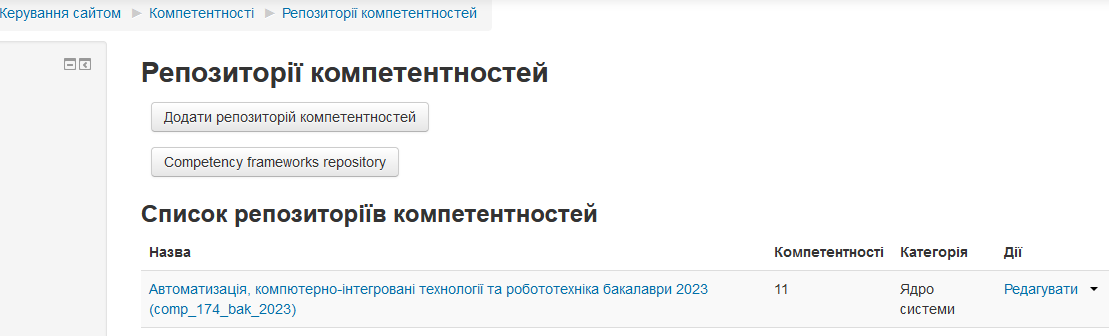 Керування сайтом ► Компетентності ► Репозиторії компетентностей
Репозиторії компетентностей
Додати репозиторій компетентностей
Competency frameworks repository
Список репозиторіїв компетентностей
Назва Компетентності Категорія Дії
Автоматизація, компютерно-інтегровані технології та робототехніка бакалаври 2023 11 Ядро Редагувати
(comp_174_bak_2023) системи